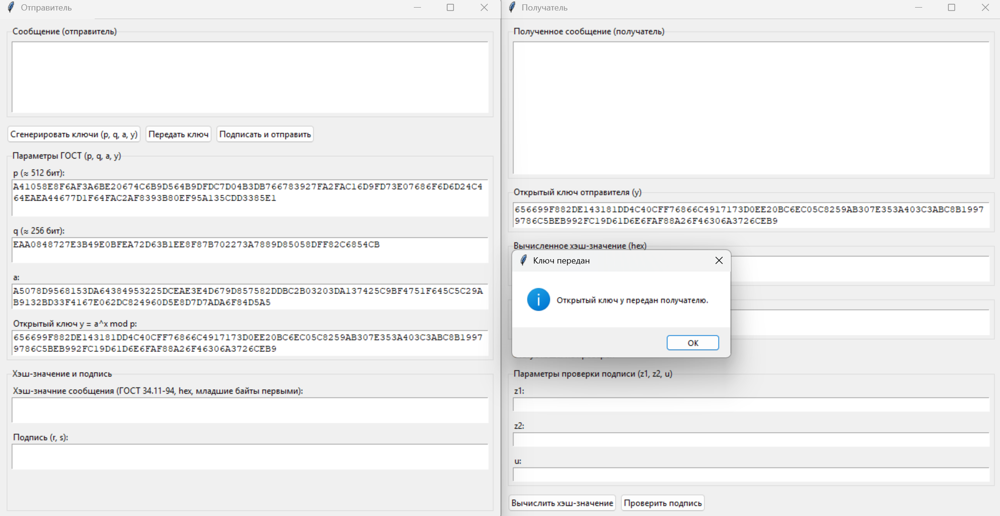 Отправитель
Сообщение (отправитель)
Сгенерировать ключи (p, q, a, y)
Передать ключ
Подписать и отправить
Параметры ГОСТ (p, q, a, y)
p (≈ 512 бит):
A41058E8F6AF3A6BE20674C6B9D564B9DFDC7D04B3DB766783927FA2FAC16D9FD73E07686F6D6D24C4
64EAEA44677D1F64FAC2AF8393B80EF95A135CDD3385E1
q (≈ 256 бит):
EAA0848727E3B49E0BFEA72D63B1EE8F87B702273A7889D85058DFF82C6854CB
a:
A5078D9568153DA64384953225DCEAE3E4D679D857582DDBC2B03203DA137425C9BF4751F645C5C29A
B9132BD33F4167E062DC824960D5E8D7D7ADA6F84D5A5
Открытый ключ y = a^x mod p:
656699F882DE143181DD4C40CFF76866C4917173D0EE20BC6EC05C8259AB307E353A403C3ABC8B1997
9786C5BEB992FC19D61D6E6FAF88A26F46306A3726CEB9
Хэш-значение и подпись
Хэш-значние сообщения (ГОСТ 34.11-94, hex, младшие байты первыми):
Подпись (r, s):
Получатель
Полученное сообщение (получатель)
Открытый ключ отправителя (y)
656699F882DE143181DD4C40CFF76866C4917173D0EE20BC6EC05C8259AB307E353A403C3ABC8B1997
9786C5BEB992FC19D61D6E6FAF88A26F46306A3726CEB9
Вычисленное хэш-значение (hex)
Ключ передан
Открытый ключ y передан получателю.
OK
Параметры проверки подписи (z1, z2, u)
z1:
z2:
u:
Вычислить хэш-значение
Проверить подпись